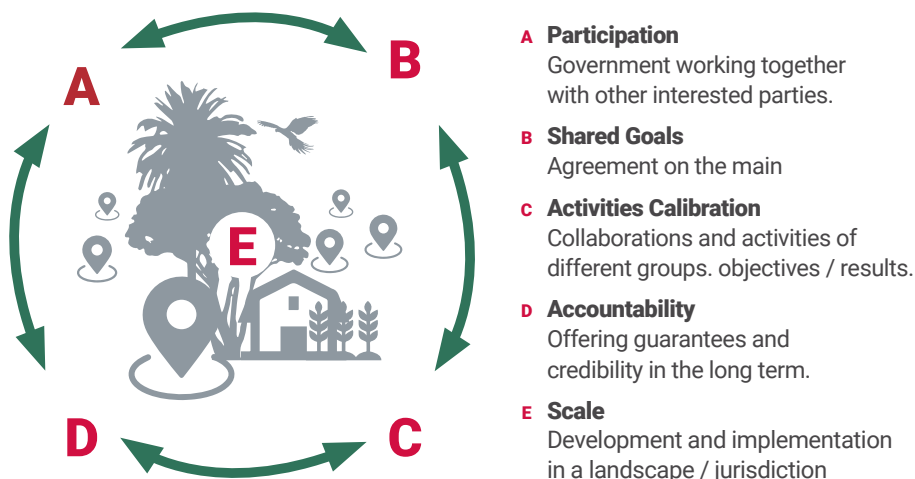 A
B
E
D
C
A Participation
Government working together
with other interested parties.
B Shared Goals
Agreement on the main
C Activities Calibration
Collaborations and activities of
different groups. objectives / results.
D Accountability
Offering guarantees and
credibility in the long term.
E Scale
Development and implementation
in a landscape / jurisdiction